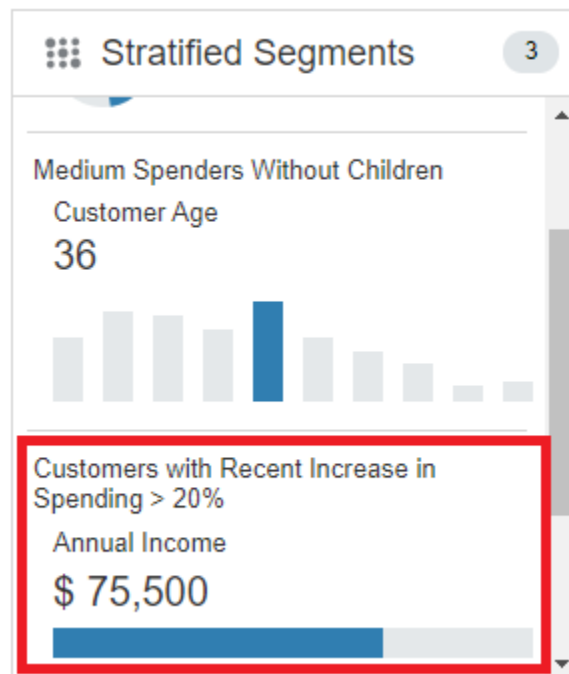 Stratified Segments 3
Medium Spenders Without Children
Customer Age
36
Customers with Recent Increase in
Spending > 20%
Annual Income
$ 75,500